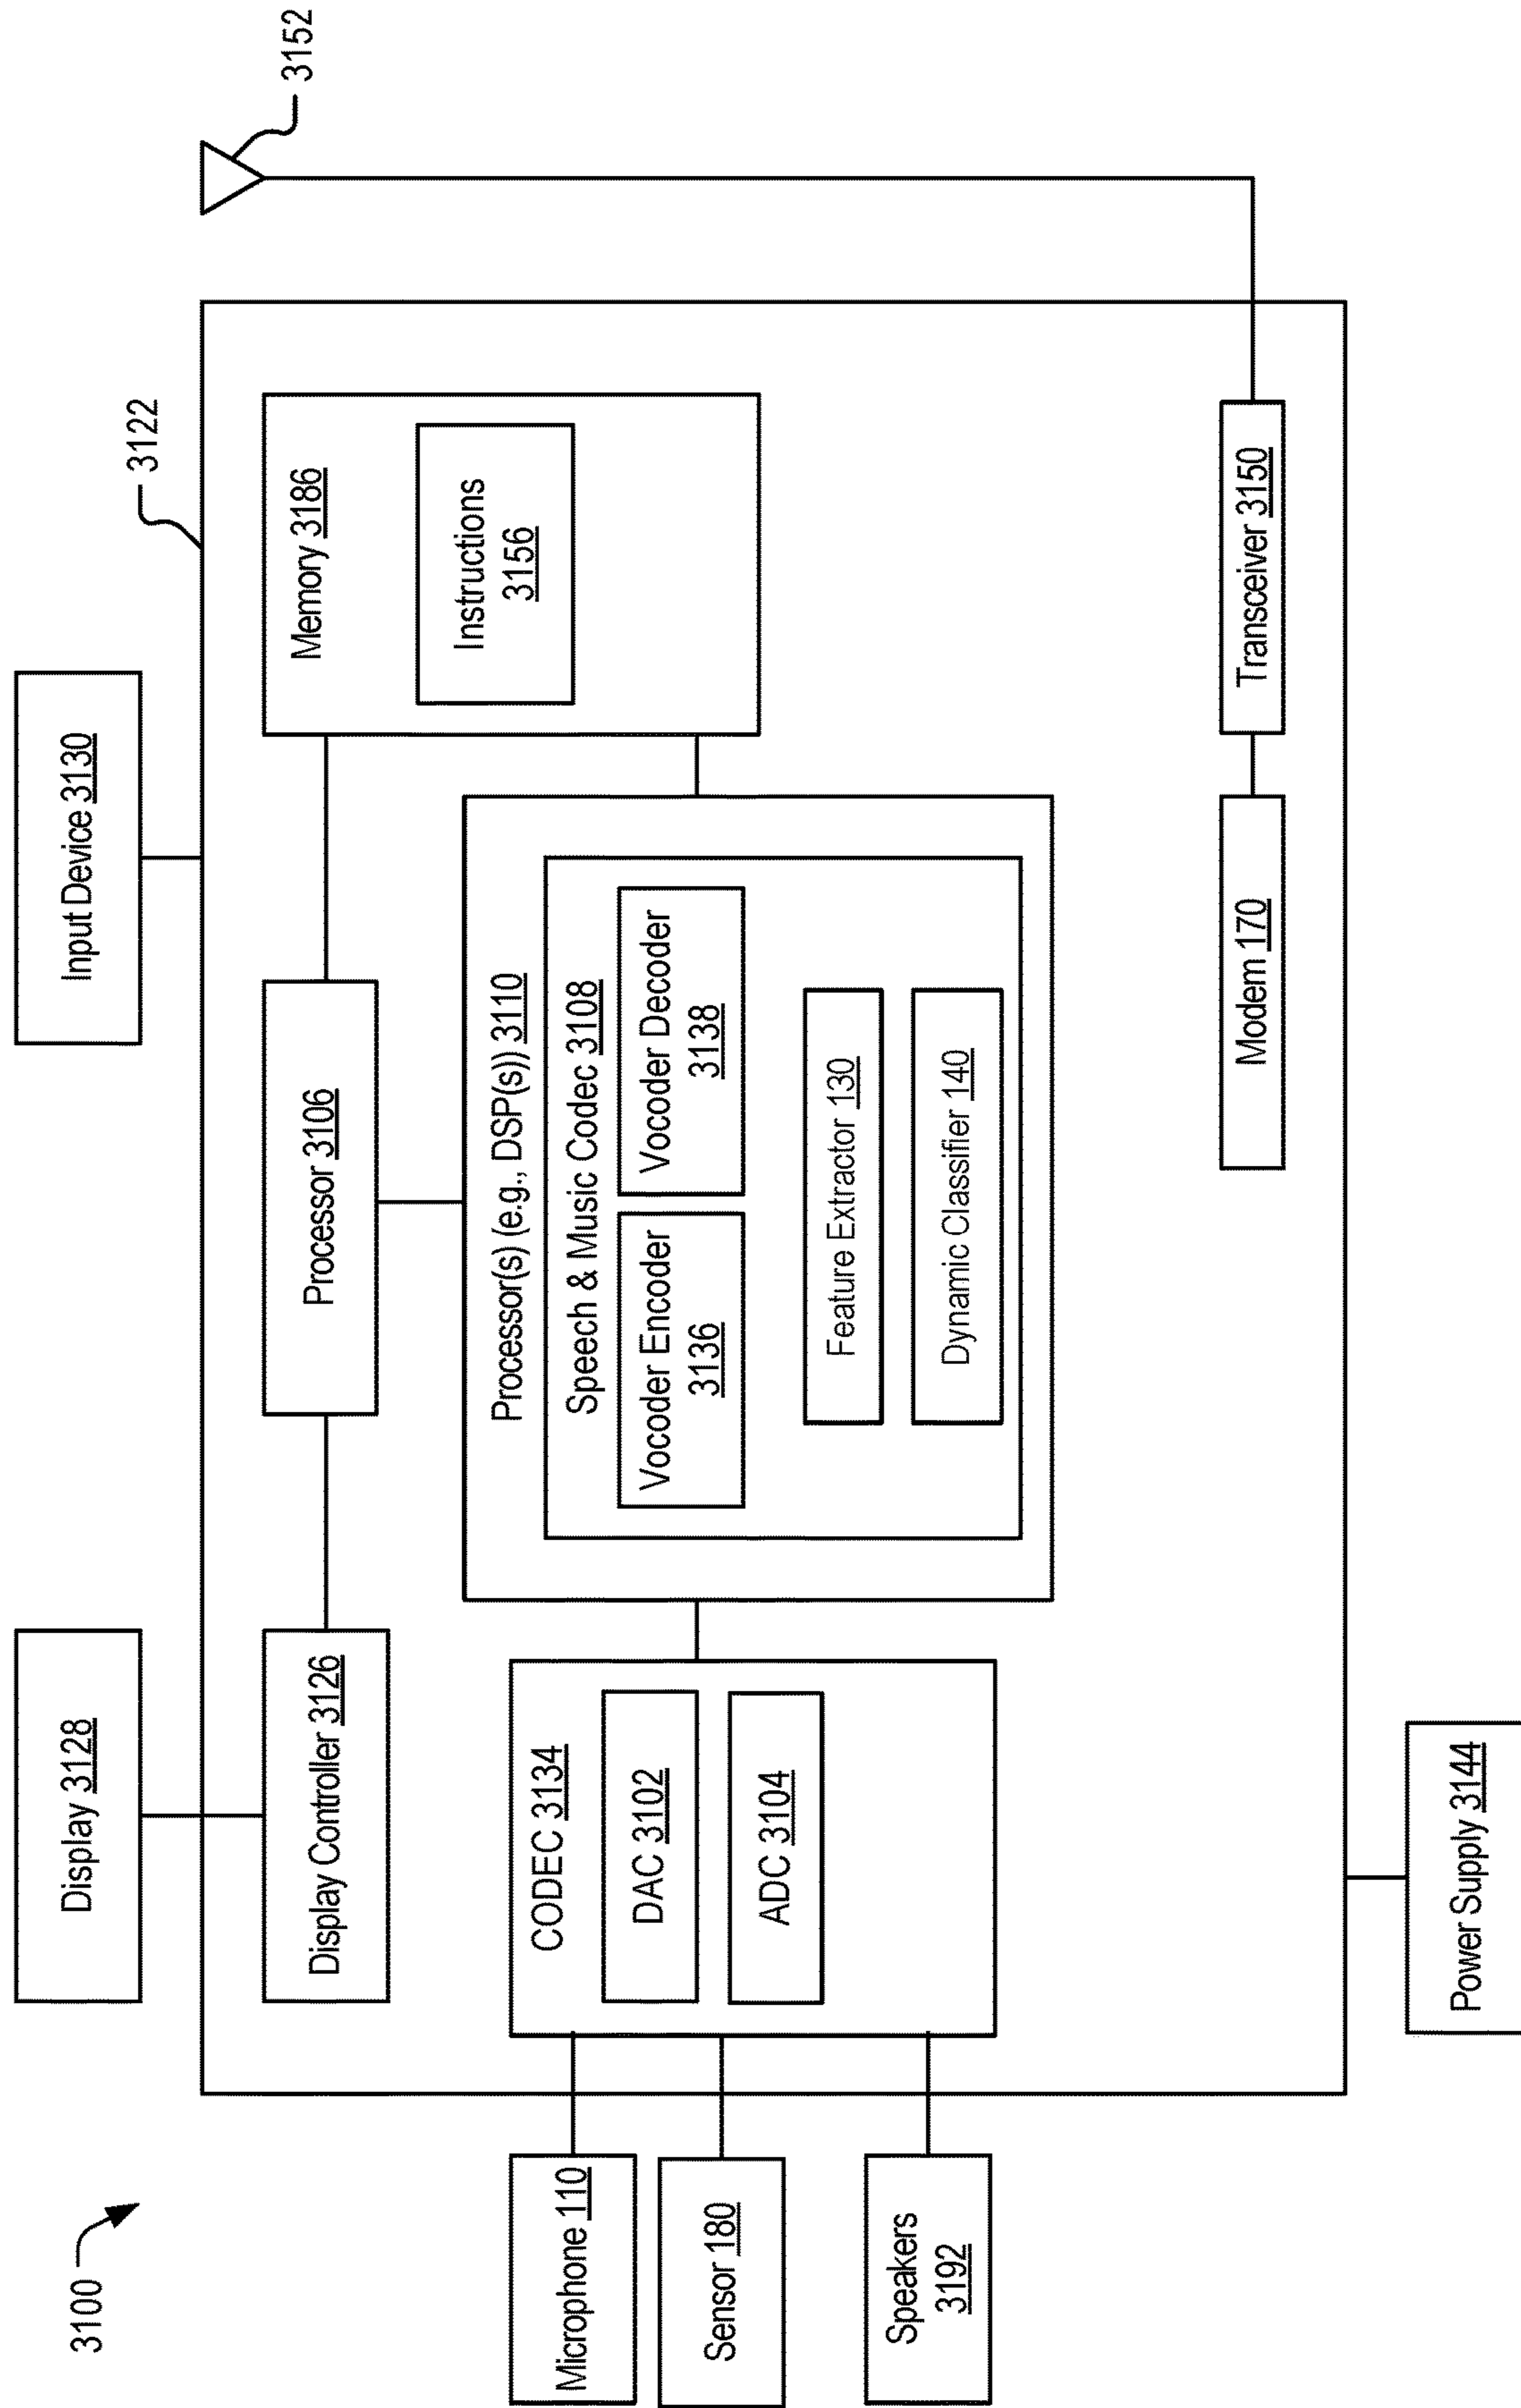 3100
Display 3128
Input Device 3130
3122
3152
Display Controller 3126
Processor 3106
Memory 3186
Instructions
3156
Microphone 110
Sensor 180
Speakers
3192
CODEC 3134
DAC 3102
ADC 3104
Processor(s) (e.g., DSP(s)) 3110
Speech & Music Codec 3108
Vocoder Encoder
3136
Vocoder Decoder
3138
Feature Extractor 130
Dynamic Classifier 140
Modem 170
Transceiver 3150
Power Supply 3144